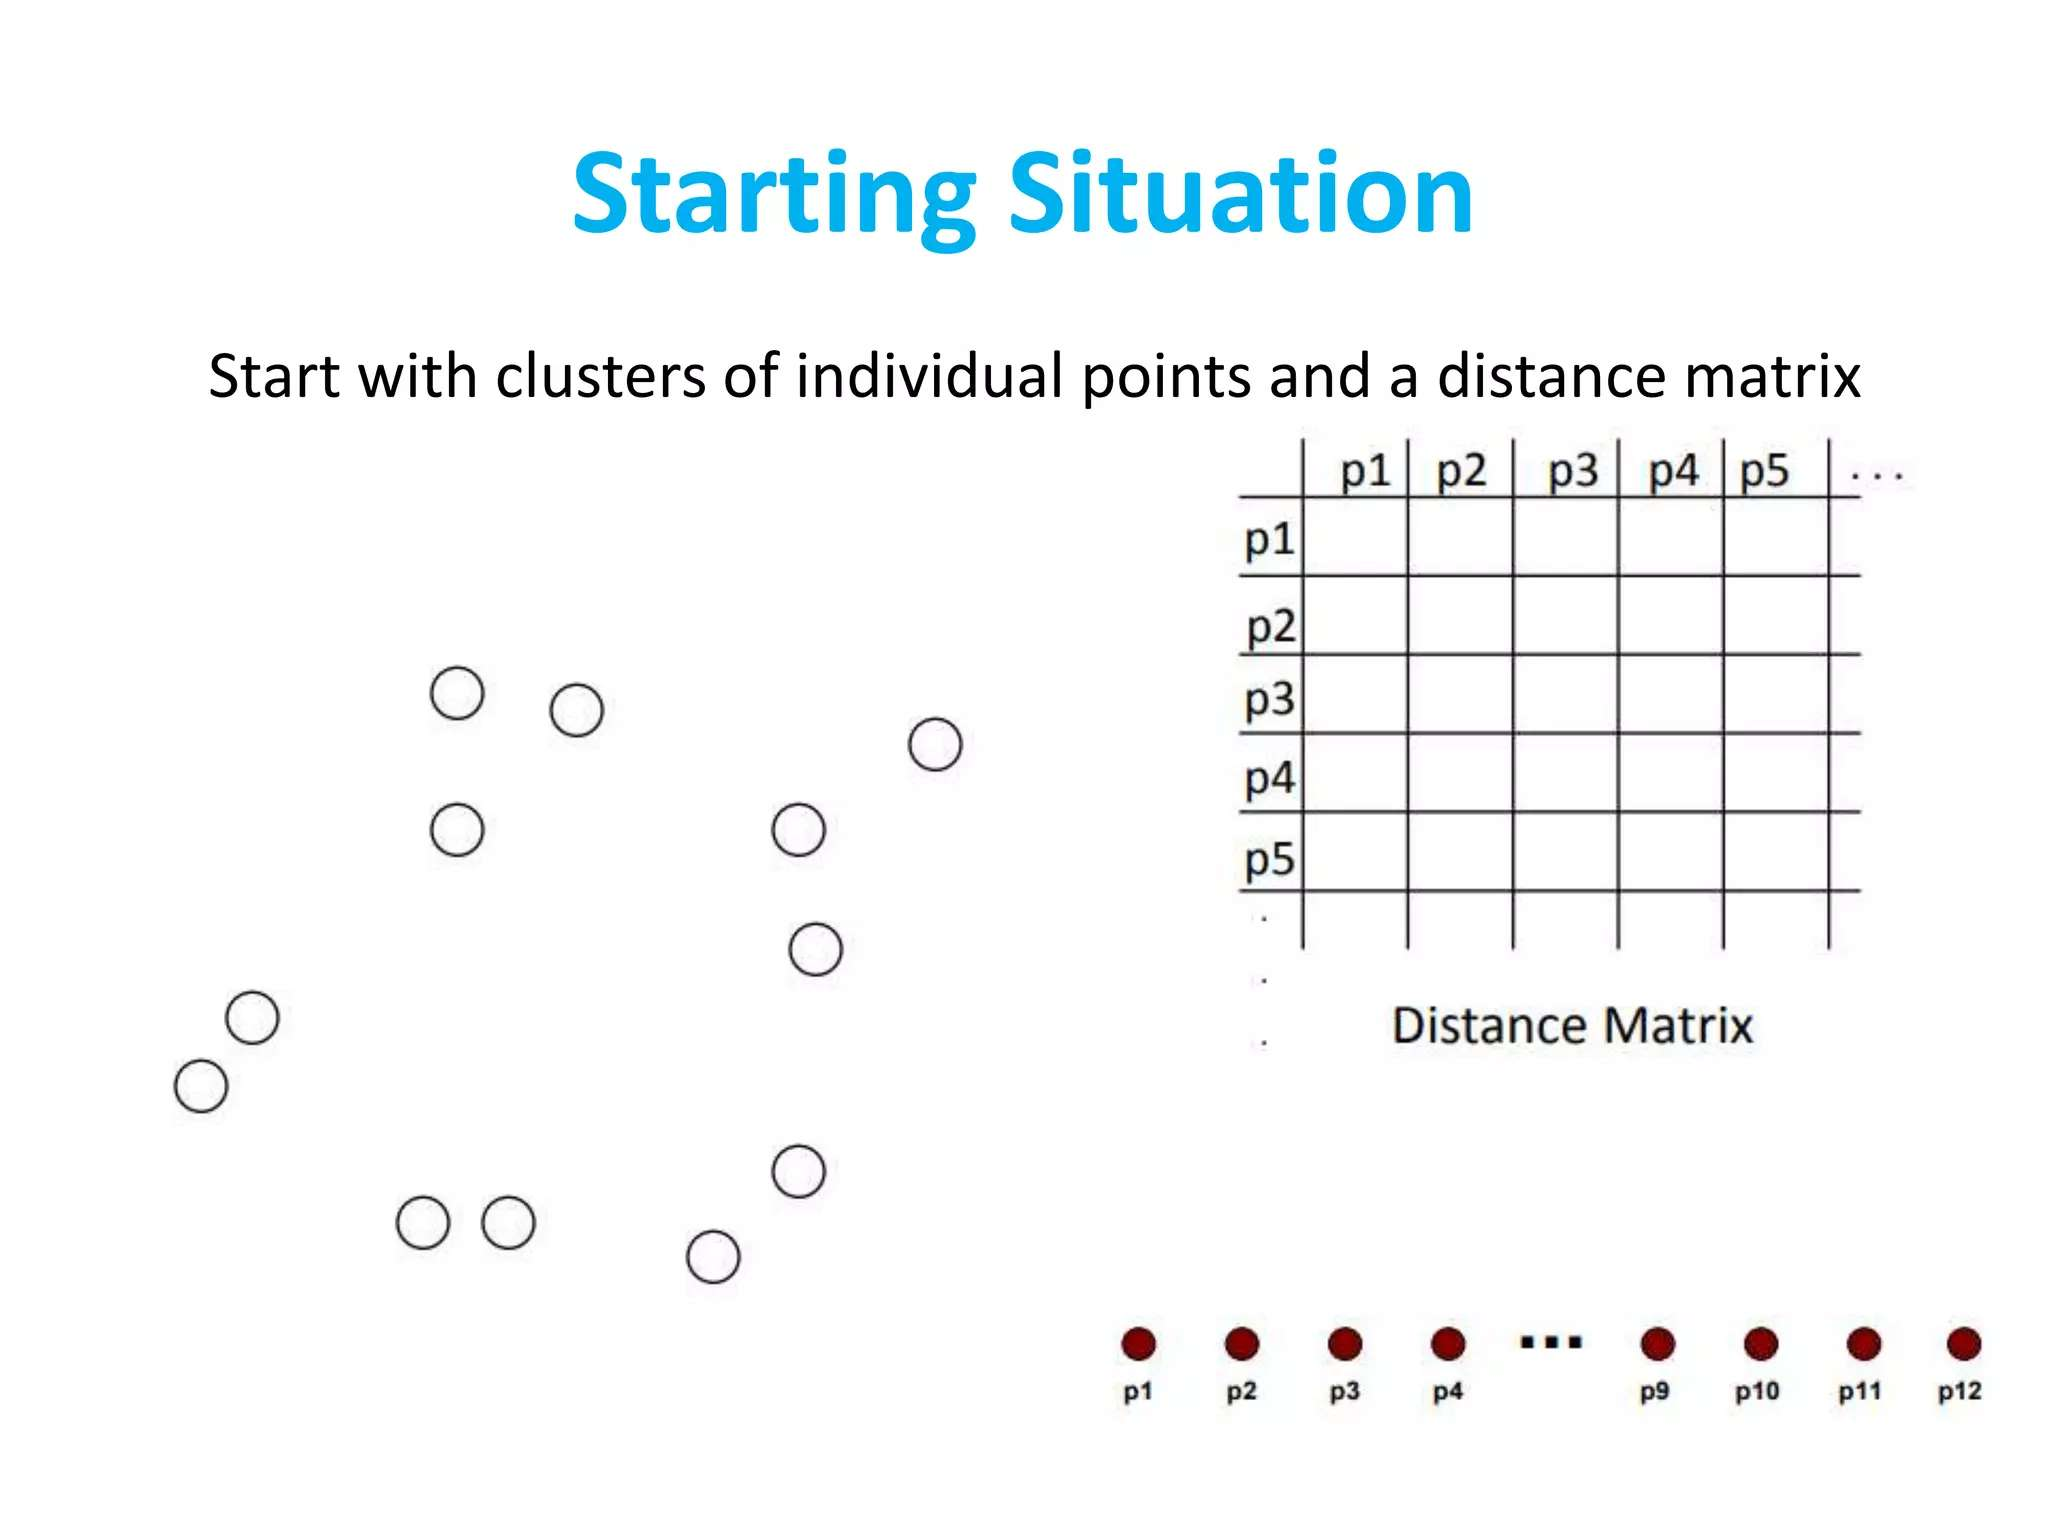 Starting Situation
Start with clusters of individual points and a distance matrix
p1 p2 p3 p4 p5 . . .
p1
p2
p3
p4
p5
.
.
.
Distance Matrix
...
p1 p2 p3 p4 p9 p10 p11 p12